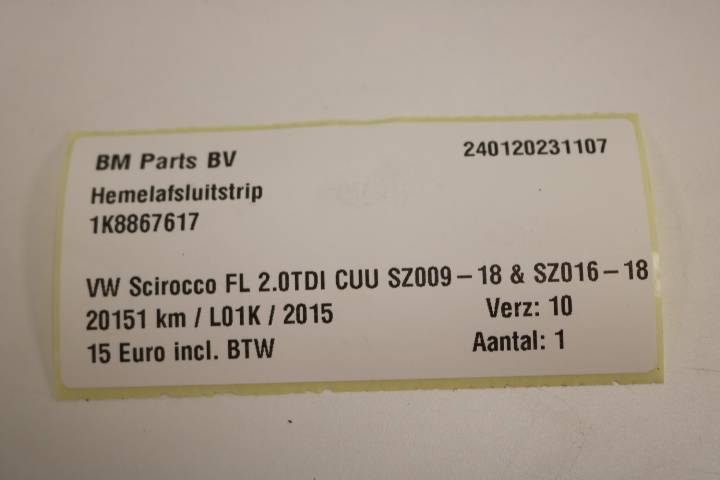 BM Parts BV 240120231107
Hemelafsluitstrip
1K8867617
VW Scirocco FL 2.0TDI CUU SZ009-18 & SZ016-18
20151 km / L01K / 2015 Verz: 10
15 Euro incl. BTW Aantal: 1